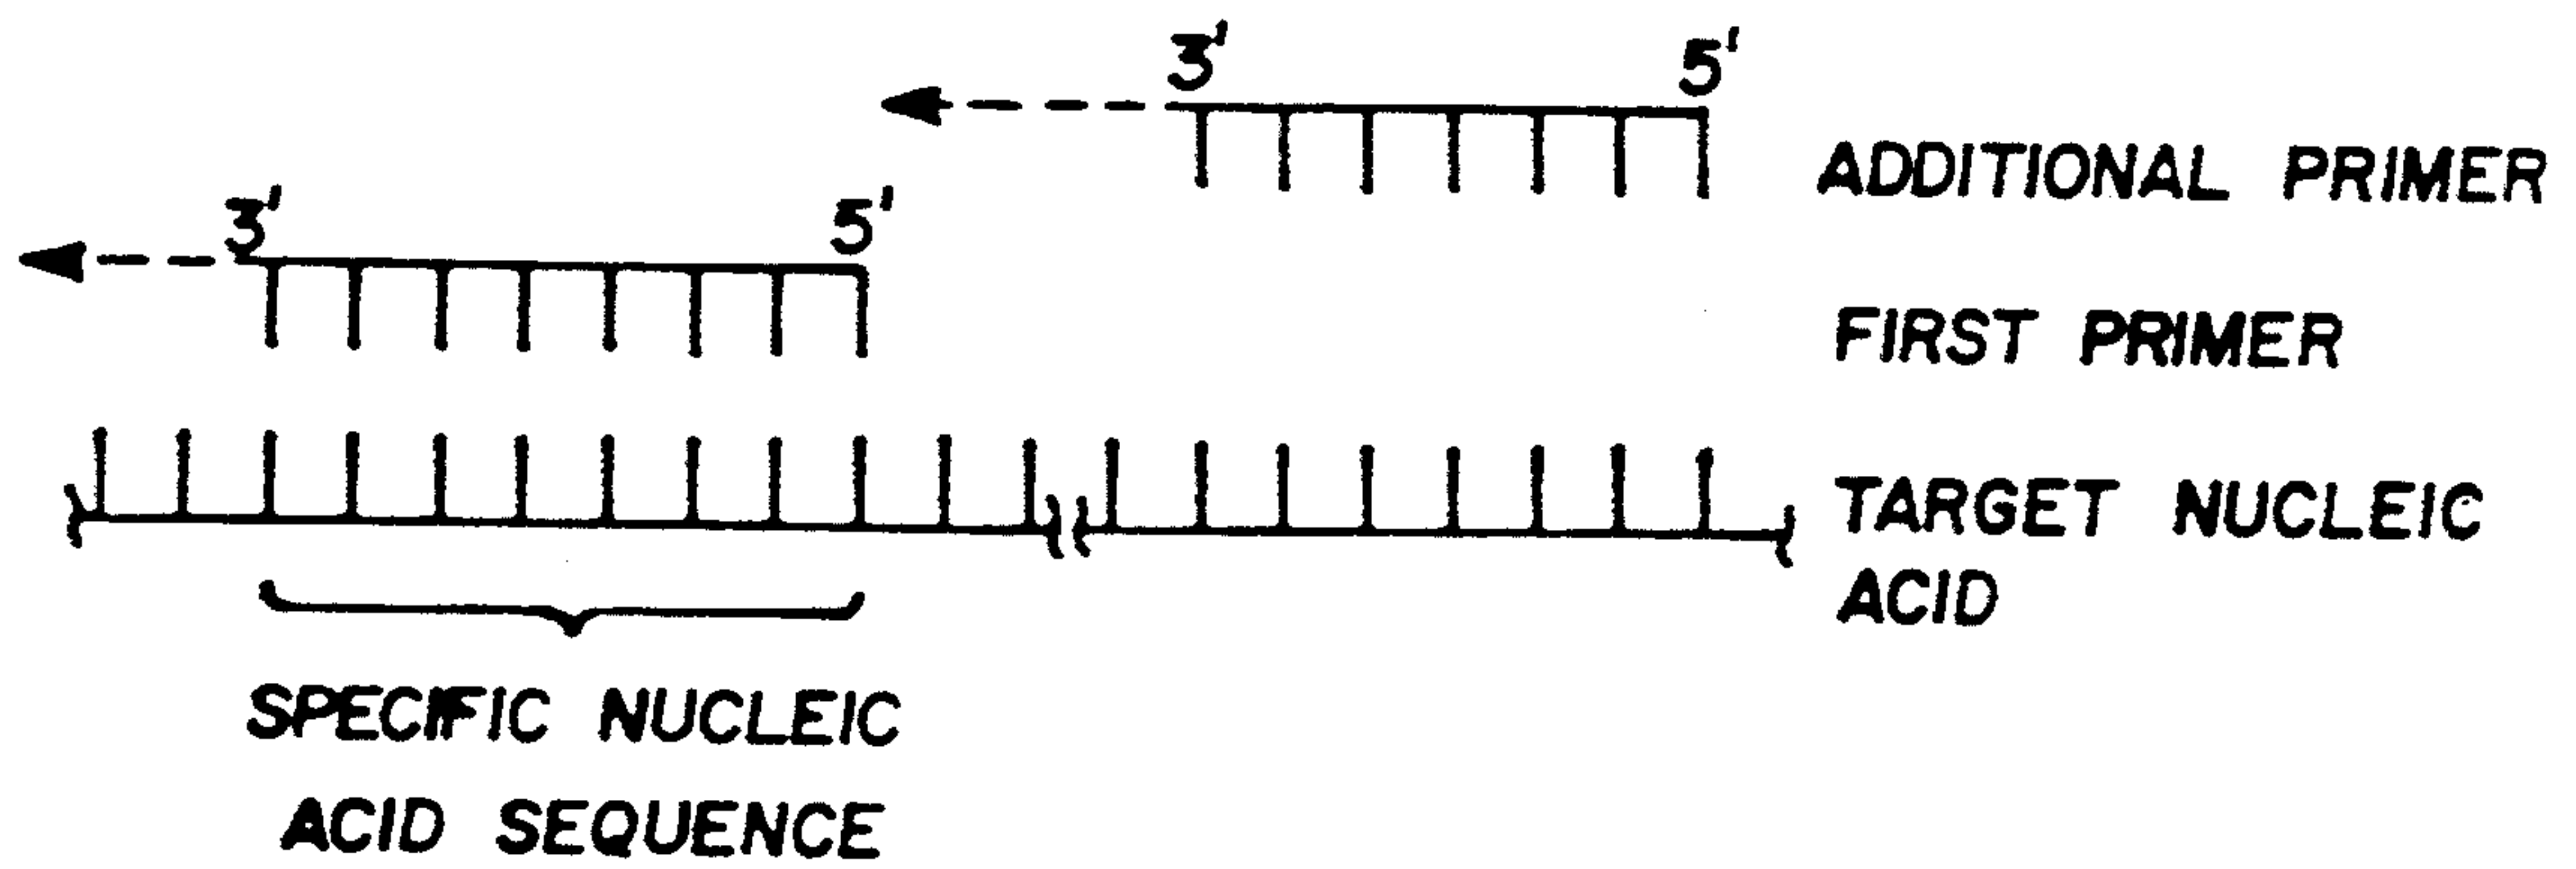 3' 5'
ADDITIONAL PRIMER
3' 5'
FIRST PRIMER
TARGET NUCLEIC
ACID
SPECIFIC NUCLEIC
ACID SEQUENCE